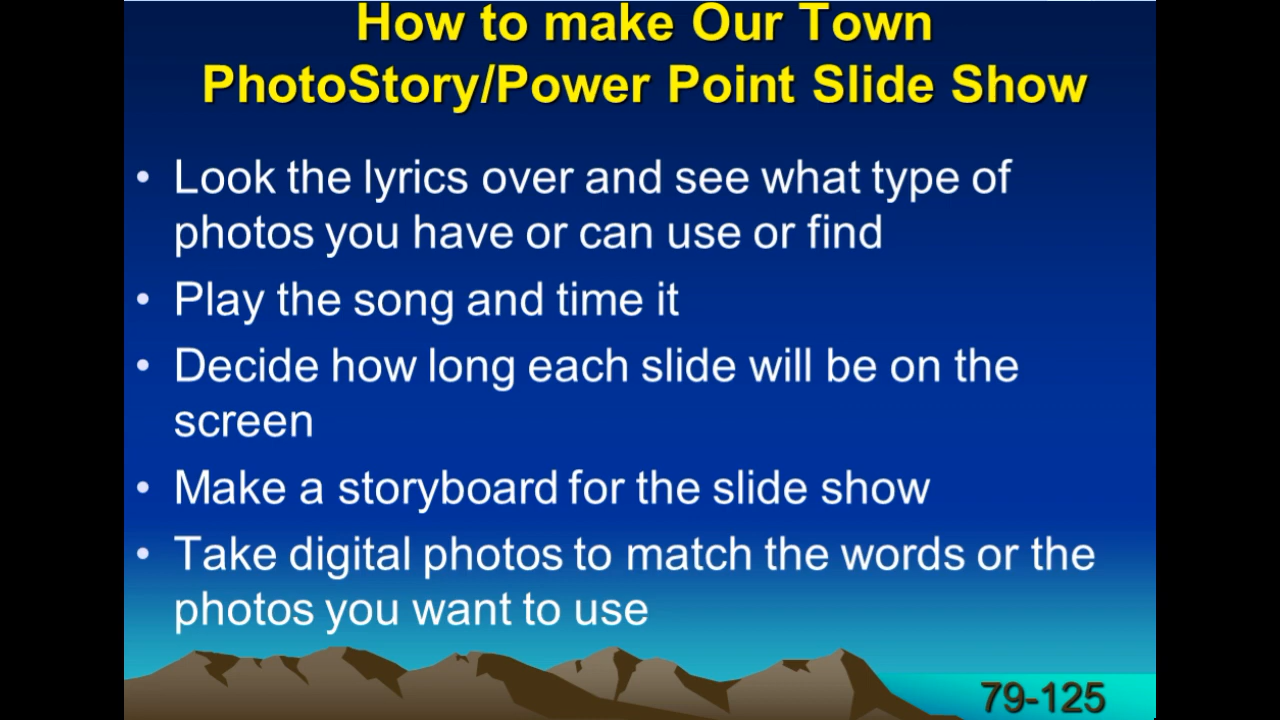 How to make Our Town
PhotoStory/Power Point Slide Show
• Look the lyrics over and see what type of
photos you have or can use or find
• Play the song and time it
• Decide how long each slide will be on the
screen
• Make a storyboard for the slide show
• Take digital photos to match the words or the
photos you want to use
79-125